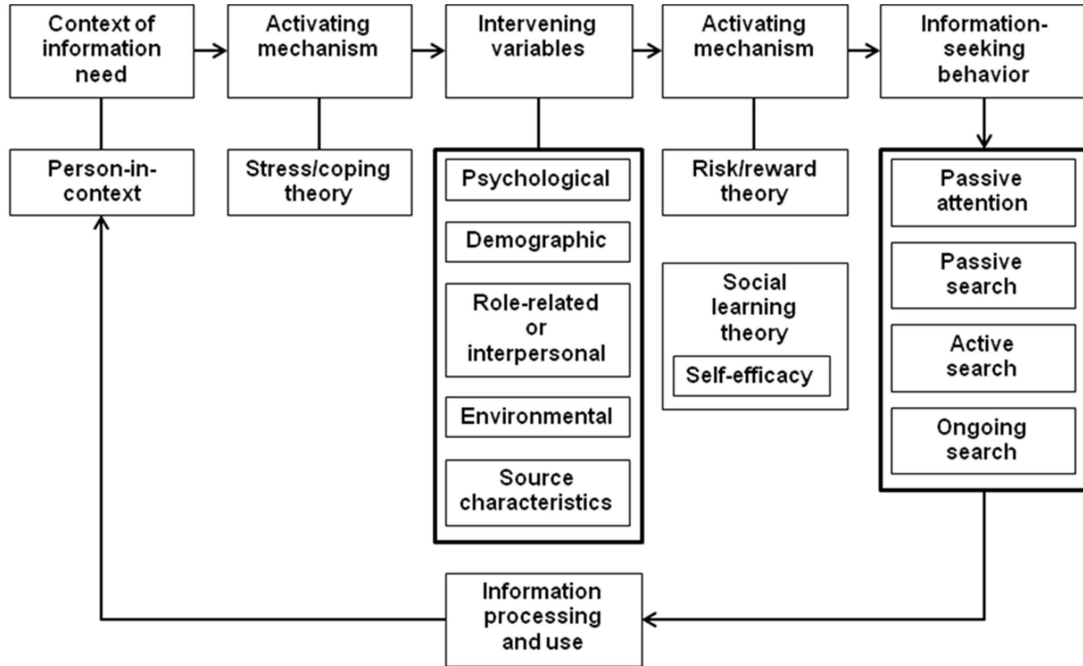 Context of
information
need
Activating
mechanism
Intervening
variables
Activating
mechanism
Information-
seeking
behavior
Person-in-
context
Stress/coping
theory
Psychological
Demographic
Role-related
or
interpersonal
Environmental
Source
characteristics
Risk/reward
theory
Social
learning
theory
Self-efficacy
Passive
attention
Passive
search
Active
search
Ongoing
search
Information
processing
and use